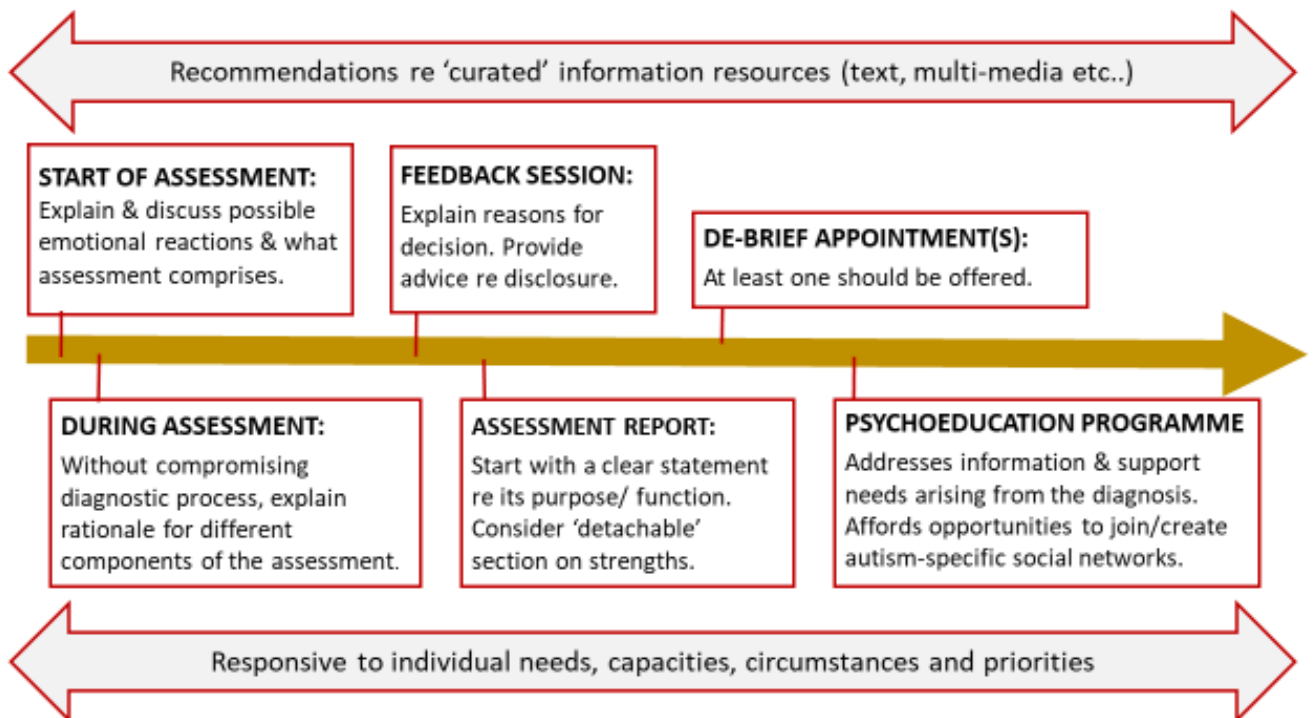 Recommendations re ‘curated’ information resources (text, multi-media etc..)
START OF ASSESSMENT:
Explain & discuss possible
emotional reactions & what
assessment comprises.
FEEDBACK SESSION:
Explain reasons for
decision. Provide
advice re disclosure.
DE-BRIEF APPOINTMENT(S):
At least one should be offered.
DURING ASSESSMENT:
Without compromising
diagnostic process, explain
rationale for different
components of the assessment.
ASSESSMENT REPORT:
Start with a clear statement
re its purpose/ function.
Consider ‘detachable’
section on strengths.
PSYCHOEDUCATION PROGRAMME
Addresses information & support
needs arising from the diagnosis.
Affords opportunities to join/create
autism-specific social networks.
Responsive to individual needs, capacities, circumstances and priorities